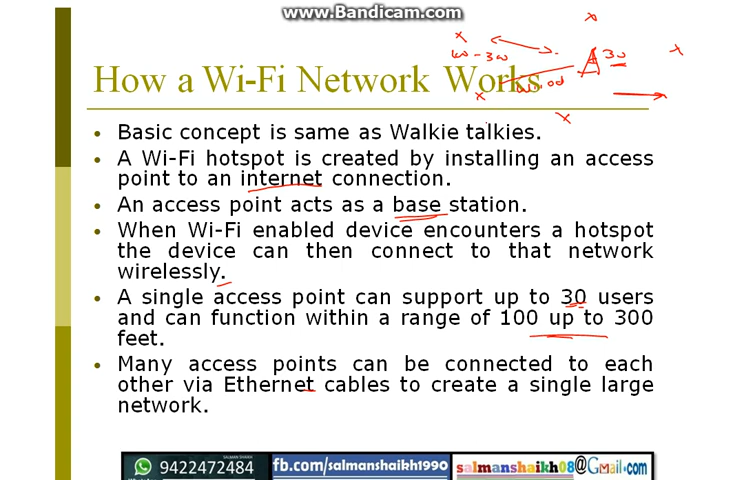 www.Bandicam.com
100-300
30
How a Wi-Fi Network Works
• Basic concept is same as Walkie talkies.
• A Wi-Fi hotspot is created by installing an access
point to an internet connection.
• An access point acts as a base station.
• When Wi-Fi enabled device encounters a hotspot
the device can then connect to that network
wirelessly.
• A single access point can support up to 30 users
and can function within a range of 100 up to 300
feet.
• Many access points can be connected to each
other via Ethernet cables to create a single large
network.
SALMAN SHAIKH
9422472484
fb.com/salmanshaikh1990
salmanshaikh08@Gmail.com